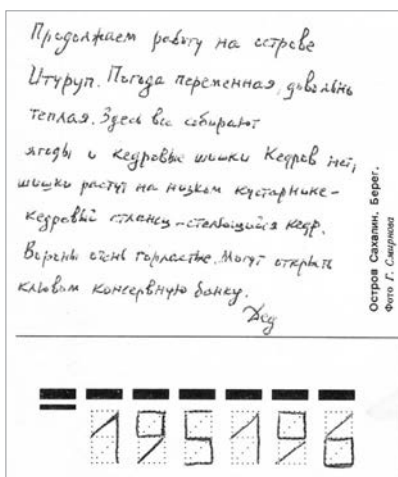 Продолжаем работу на острове
Итуруп. Погода переменная, довольно
теплая. Здесь все собирают
ягоды и кедровые шишки Кедров нет,
шишки растут на низком кустарнике-
кедровый стланец-стелющийся кедр.
Вороны очень горластые. Могут открыть
клювом консервную банку.
Дед
Остров Сахалин. Берег.
Фото Г. Смирнова
195196